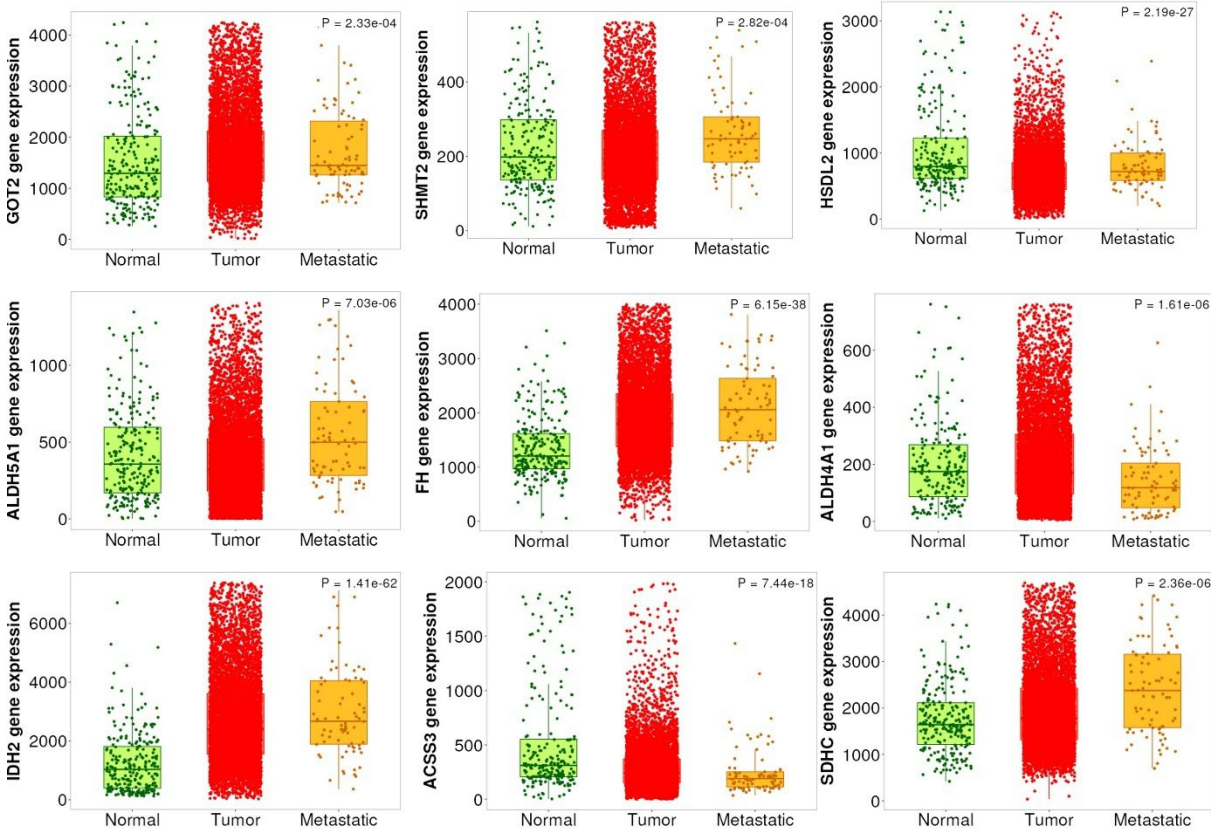 GOT2 gene expression
4000
3000
2000
1000
0
P = 2.33e-04
Normal Tumor Metastatic
SHMT2 gene expression
400
200
0
P = 2.82e-04
Normal Tumor Metastatic
HSDL2 gene expression
3000
2000
1000
0
P = 2.19e-27
Normal Tumor Metastatic
ALDH5A1 gene expression
1000
500
0
P = 7.03e-06
Normal Tumor Metastatic
FH gene expression
4000
3000
2000
1000
0
P = 6.15e-38
Normal Tumor Metastatic
ALDH4A1 gene expression
600
400
200
0
P = 1.61e-06
Normal Tumor Metastatic
IDH2 gene expression
6000
4000
2000
0
P = 1.41e-62
Normal Tumor Metastatic
ACSS3 gene expression
2000
1500
1000
500
0
P = 7.44e-18
Normal Tumor Metastatic
SDHC gene expression
4000
3000
2000
1000
0
P = 2.36e-06
Normal Tumor Metastatic